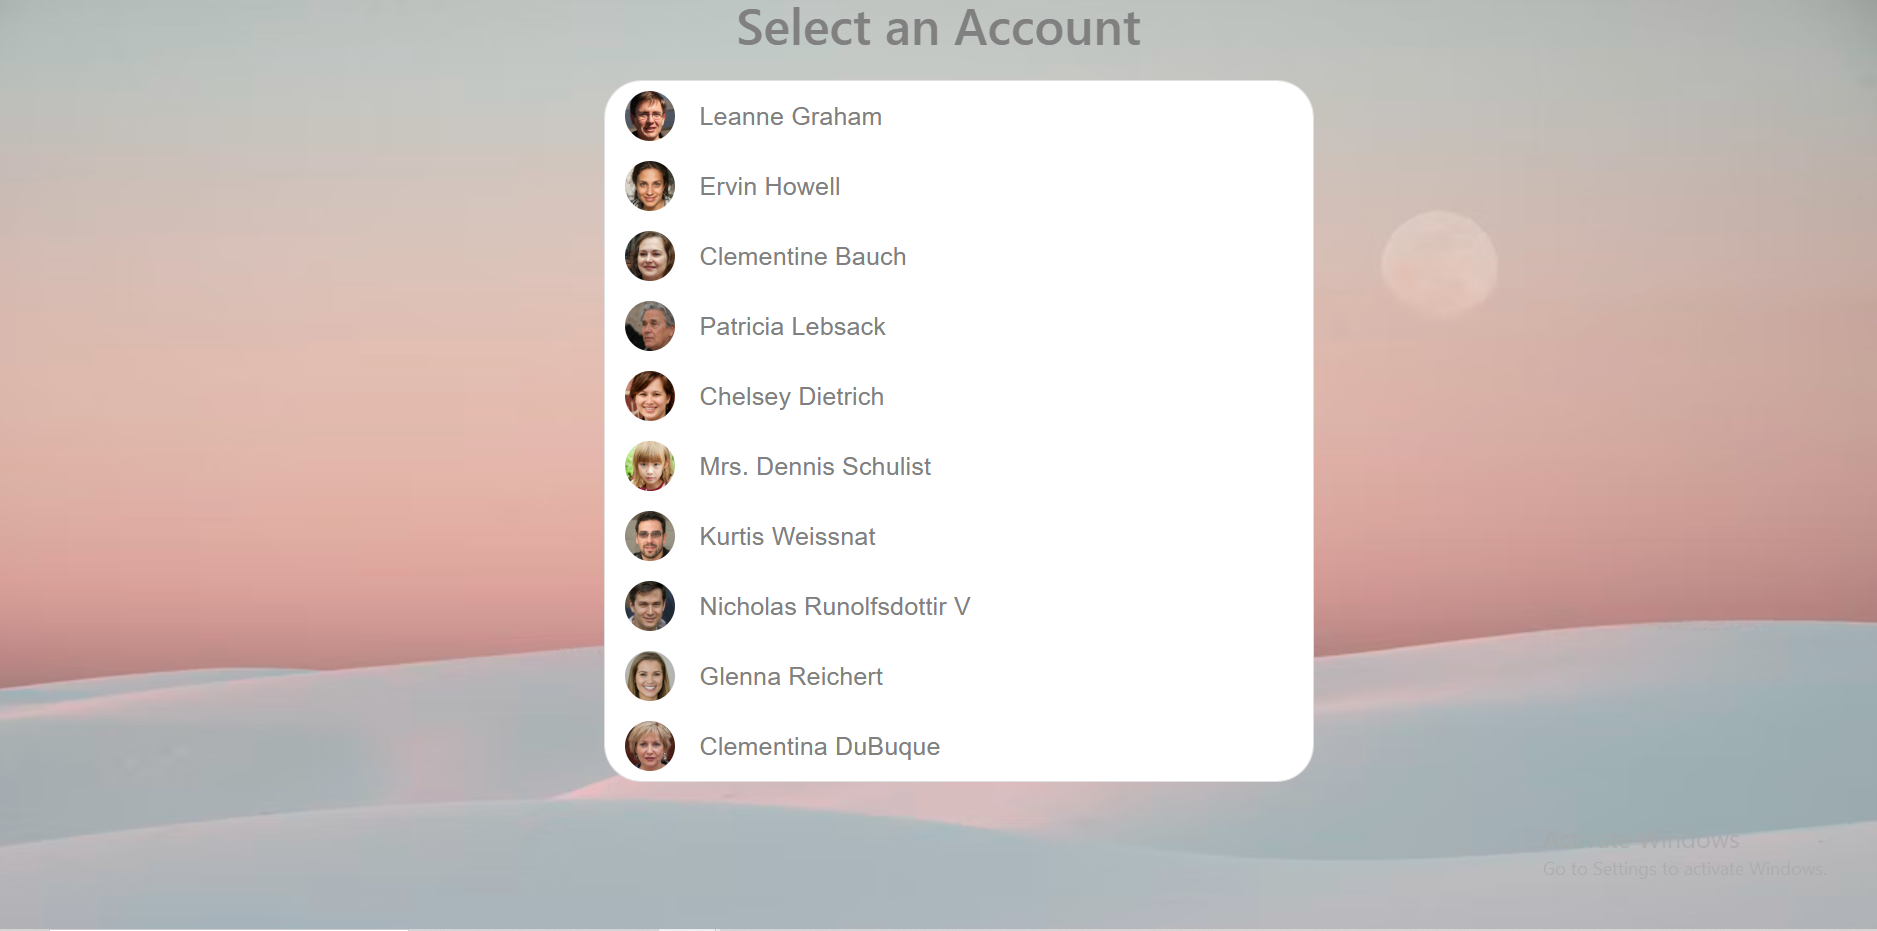 Select an Account
Leanne Graham
Ervin Howell
Clementine Bauch
Patricia Lebsack
Chelsey Dietrich
Mrs. Dennis Schulist
Kurtis Weissnat
Nicholas Runolfsdottir V
Glenna Reichert
Clementina DuBuque
Activate Windows
Go to Settings to activate Windows.